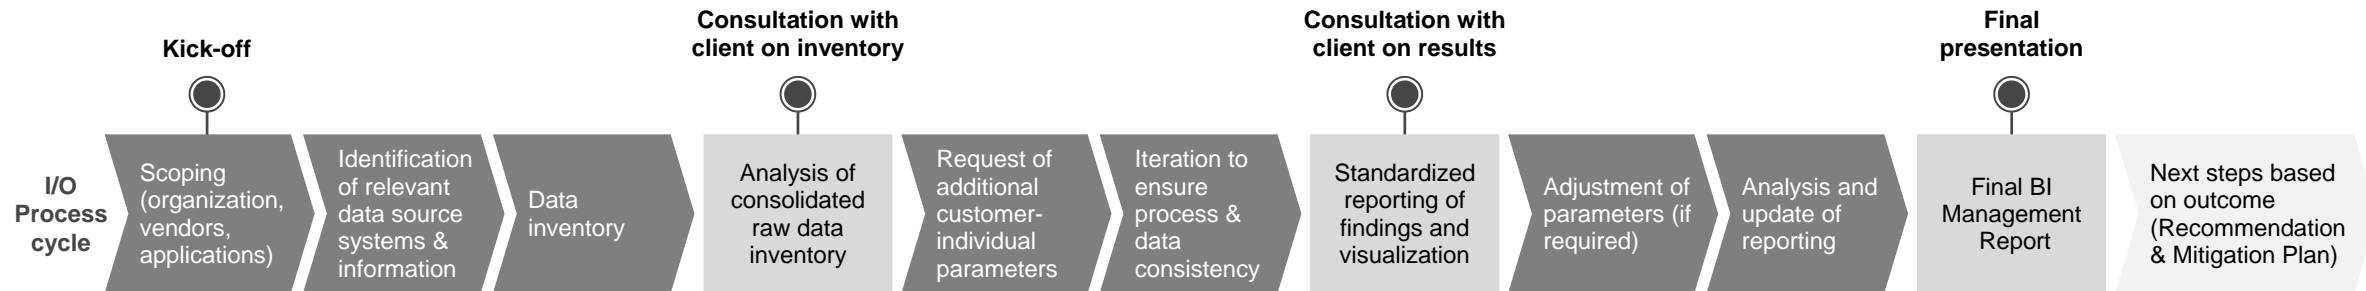 Kick-off
Consultation with
client on inventory
Consultation with
client on results
Final
presentation
I/O
Process
cycle
Scoping
(organization,
vendors,
applications)
Identification
of relevant
data source
systems &
information
Data
inventory
Analysis of
consolidated
raw data
inventory
Request of
additional
customer-
individual
parameters
Iteration to
ensure
process &
data
consistency
Standardized
reporting of
findings and
visualization
Adjustment of
parameters (if
required)
Analysis and
update of
reporting
Final BI
Management
Report
Next steps based
on outcome
(Recommendation
& Mitigation Plan)